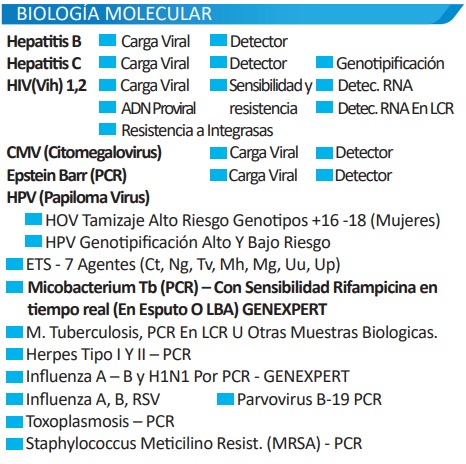 BIOLOGÍA MOLECULAR
Hepatitis B Carga Viral Detector
Hepatitis C Carga Viral Detector Genotipificación
HIV(Vih) 1,2 Carga Viral Sensibilidad y Detec. RNA
ADN Proviral resistencia Detec. RNA En LCR
Resistencia a Integrasas
CMV (Citomegalovirus) Carga Viral Detector
Epstein Barr (PCR) Carga Viral Detector
HPV (Papiloma Virus)
HOV Tamizaje Alto Riesgo Genotipos +16 -18 (Mujeres)
HPV Genotipificación Alto Y Bajo Riesgo
ETS - 7 Agentes (Ct, Ng, Tv, Mh, Mg, Uu, Up)
Micobacterium Tb (PCR) – Con Sensibilidad Rifampicina en
tiempo real (En Esputo O LBA) GENEXPERT
M. Tuberculosis, PCR En LCR U Otras Muestras Biologicas.
Herpes Tipo I Y II – PCR
Influenza A – B y H1N1 Por PCR - GENEXPERT
Influenza A, B, RSV Parvovirus B-19 PCR
Toxoplasmosis – PCR
Staphylococcus Meticilino Resist. (MRSA) - PCR